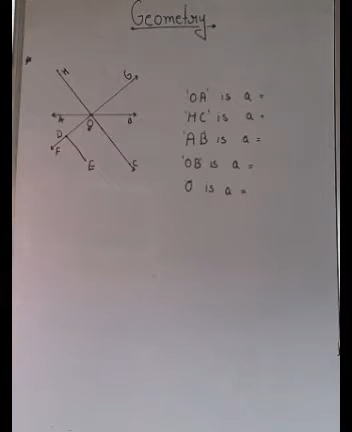 Geometry
H
G
A O B
D
F
E C
'OA' is a =
'HC' is a =
'AB is a =
'OB is a =
O is a =